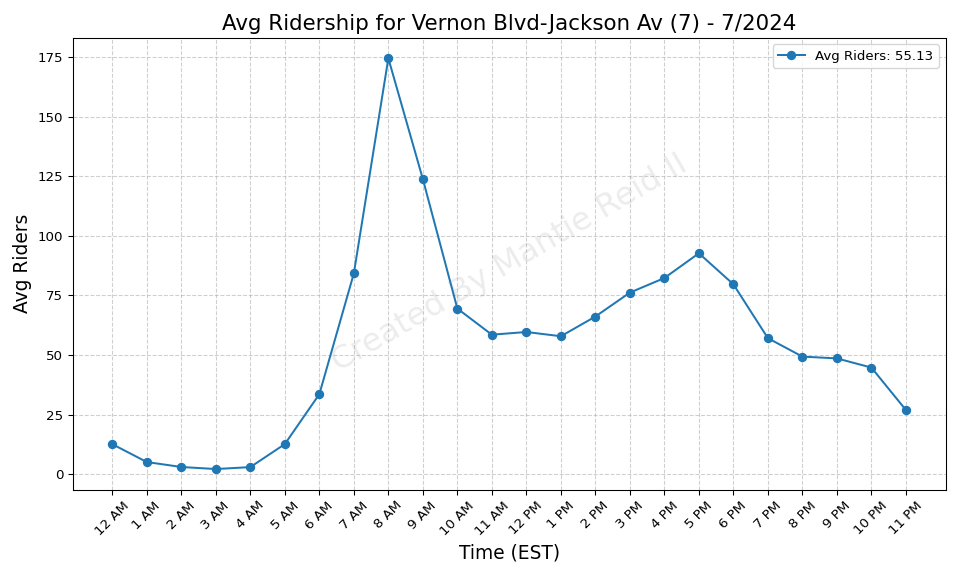 Avg Ridership for Vernon Blvd-Jackson Av (7) - 7/2024
Avg Riders: 55.13
175
150
125
100
75
50
25
0
Avg Riders
Created By Mantie Reid II
12 AM
1 AM
2 AM
3 AM
4 AM
5 AM
6 AM
7 AM
8 AM
9 AM
10 AM
11 AM
12 PM
1 PM
2 PM
3 PM
4 PM
5 PM
6 PM
7 PM
8 PM
9 PM
10 PM
11 PM
Time (EST)